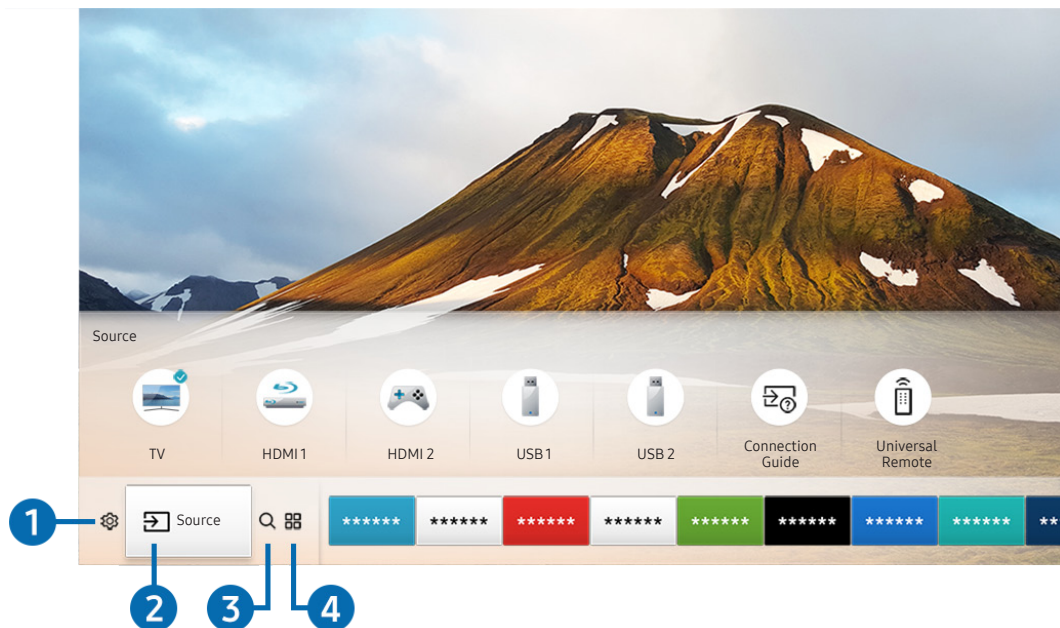 Source
TV
HDMI 1
HDMI 2
USB 1
USB 2
Connection
Guide
Universal
Remote
1
Source
****** ****** ****** ****** ****** ****** ****** ****** **
2
3
4